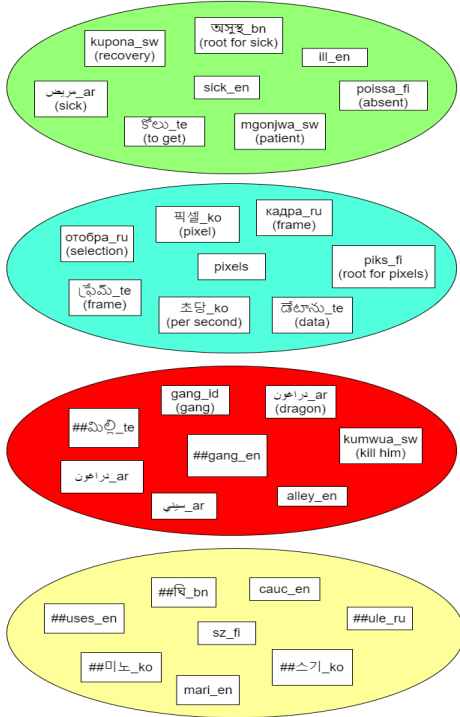 অসুস্থ_bn
(root for sick)
kupona_sw
(recovery)
ill_en
مريض_ar
(sick)
sick_en
poissa_fi
(absent)
కోలు_te
(to get)
mgonjwa_sw
(patient)
픽셀_ko
(pixel)
кадра_ru
(frame)
отобра_ru
(selection)
pixels
piks_fi
(root for pixels)
ఫ్రేమ్_te
(frame)
초당_ko
(per second)
డేటాను_te
(data)
gang_id
(gang)
دراغون_ar
(dragon)
##మిల్లి_te
##gang_en
kumwua_sw
(kill him)
دراغون_ar
سيني_ar
alley_en
##ঘি_bn
cauc_en
##uses_en
sz_fi
##ule_ru
##미노_ko
##스기_ko
mari_en